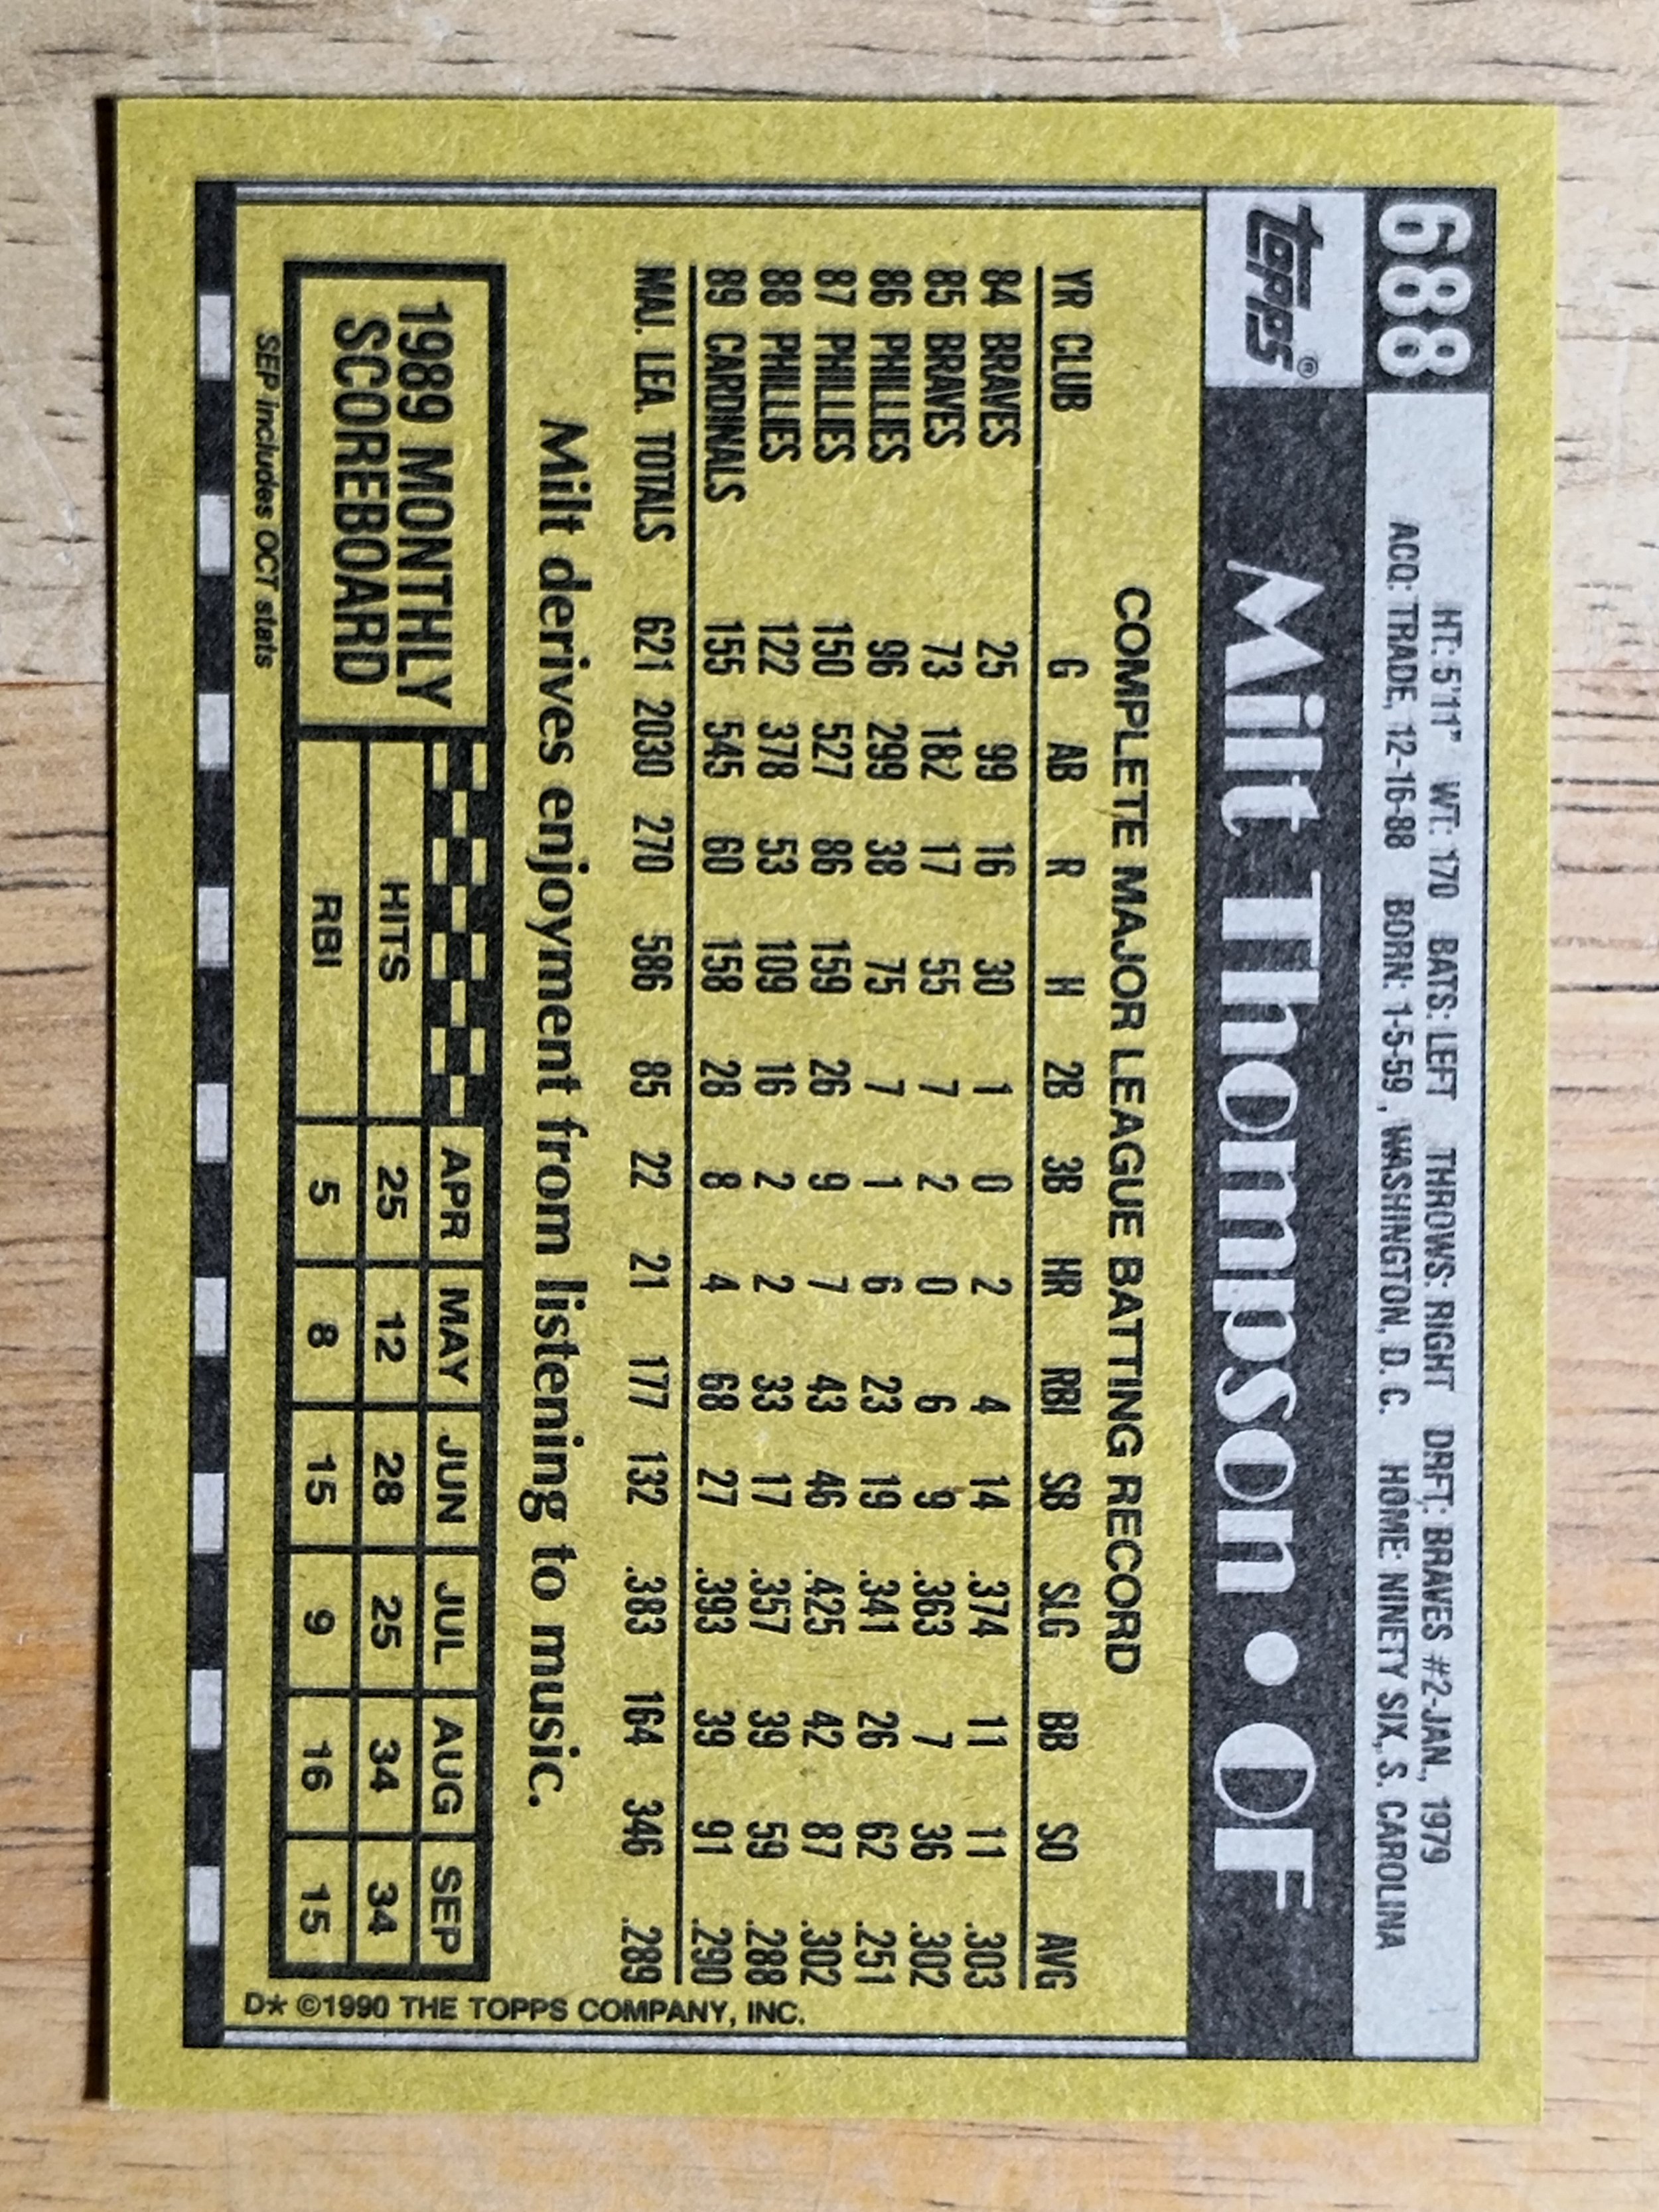 688
HT: 5'11" WT: 170 BATS: LEFT THROWS: RIGHT DRFT: BRAVES #2-JAN., 1979
ACQ: TRADE, 12-16-88 BORN: 1-5-59, WASHINGTON, D. C. HOME: NINETY SIX, S. CAROLINA
TOPPS®
Milt Thompson • OF
COMPLETE MAJOR LEAGUE BATTING RECORD
YR CLUB G AB R H 2B 3B HR RBI SB SLG BB SO AVG
84 BRAVES 25 99 16 30 1 0 2 4 14 .374 11 11 .303
85 BRAVES 73 182 17 55 7 2 0 6 9 .363 7 36 .302
86 PHILLIES 96 299 38 75 7 1 6 23 19 .341 26 62 .251
87 PHILLIES 150 527 86 159 26 9 7 43 46 .425 42 87 .302
88 PHILLIES 122 378 53 109 16 2 2 33 17 .357 39 59 .288
89 CARDINALS 155 545 60 158 28 8 4 68 27 .393 39 91 .290
MAJ. LEA. TOTALS 621 2030 270 586 85 22 21 177 132 .383 164 346 .289
Milt derives enjoyment from listening to music.
1989 MONTHLY
SCOREBOARD
APR MAY JUN JUL AUG SEP
HITS 25 12 28 25 34 34
RBI 5 8 15 9 16 15
SEP includes OCT stats
D* ©1990 THE TOPPS COMPANY, INC.